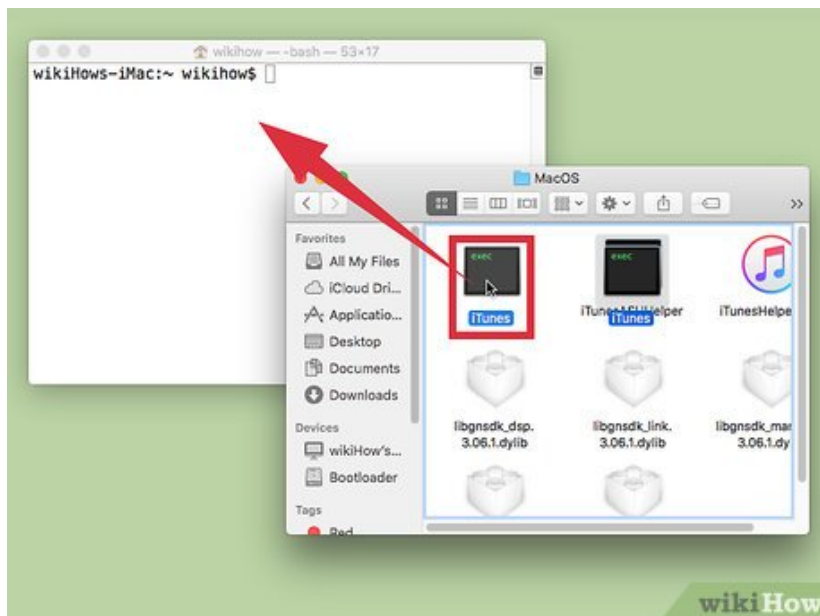 wikihow — -bash — 53×17
wikiHows-iMac:~ wikihow$
MacOS
Favorites
All My Files
iCloud Dri...
Applicatio...
Desktop
Documents
Downloads
Devices
wikiHow's...
Bootloader
Tags
Red
exec
iTunes
exec
iTunes
iTunesHelpe
libgnsdk_dsp.
3.06.1.dylib
libgnsdk_link.
3.06.1.dylib
libgnsdk_mar
3.06.1.dy
wikiHow